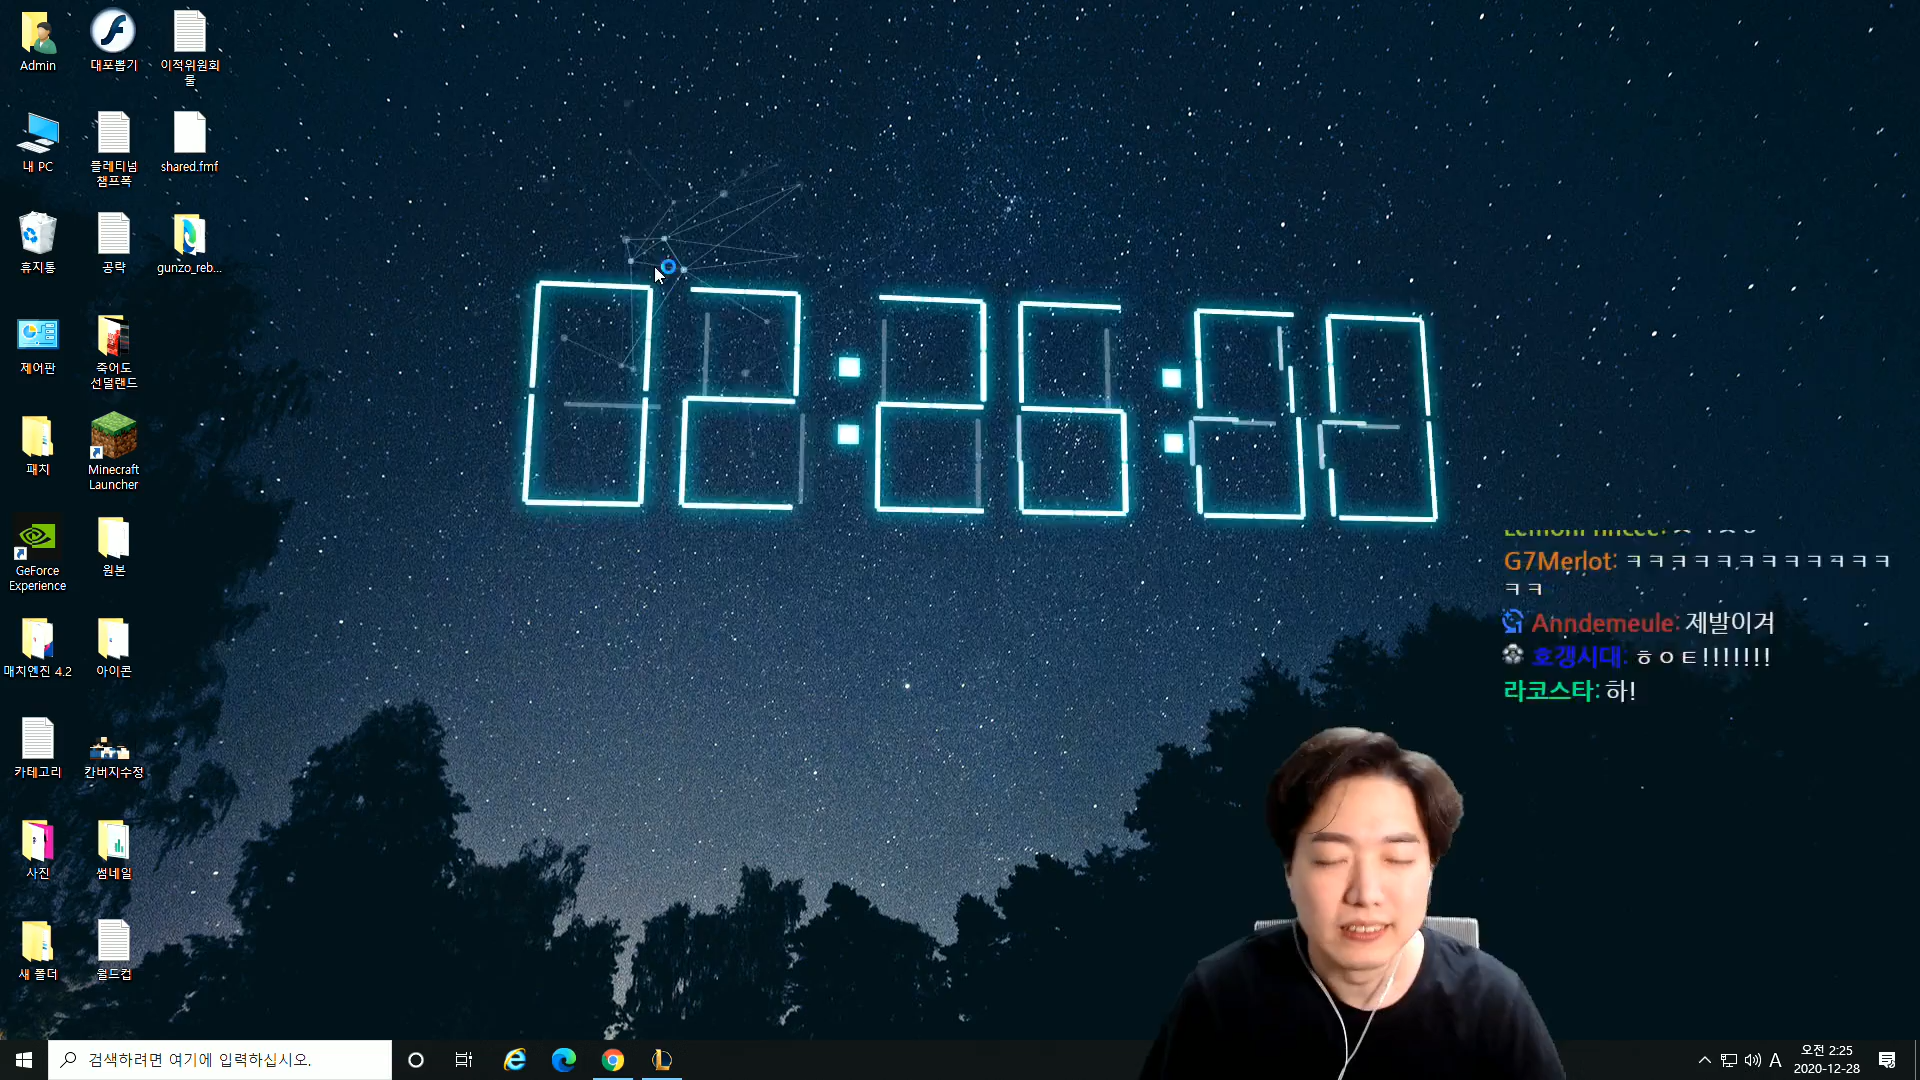 Admin
대포뽑기
이적위원회
룰
내 PC
플레티넘
챔프폭
shared.fmf
휴지통
공략
gunzo_reb...
제어판
죽어도
선덜랜드
패치
Minecraft
Launcher
GeForce
Experience
원본
매치엔진 4.2
아이콘
카테고리
칸버지수정
사진
썸네일
새 폴더
월드컵
G7Merlot: ㅋㅋㅋㅋㅋㅋㅋㅋㅋㅋㅋㅋ
ㅋㅋ
Anndemeule: 제발이겨
호갱시대: ㅎㅇㅌ!!!!!!!
라코스타: 하!
검색하려면 여기에 입력하십시오.
A
오전 2:25
2020-12-28